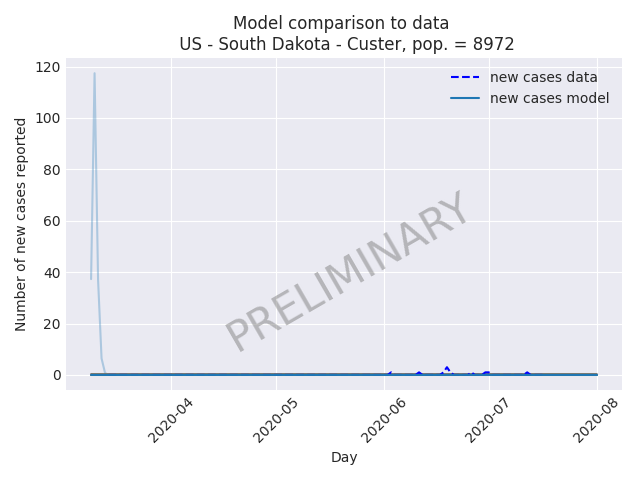 Model comparison to data
US - South Dakota - Custer, pop. = 8972
120
100
80
60
40
20
0
Number of new cases reported
new cases data
new cases model
PRELIMINARY
2020-04
2020-05
2020-06
2020-07
2020-08
Day